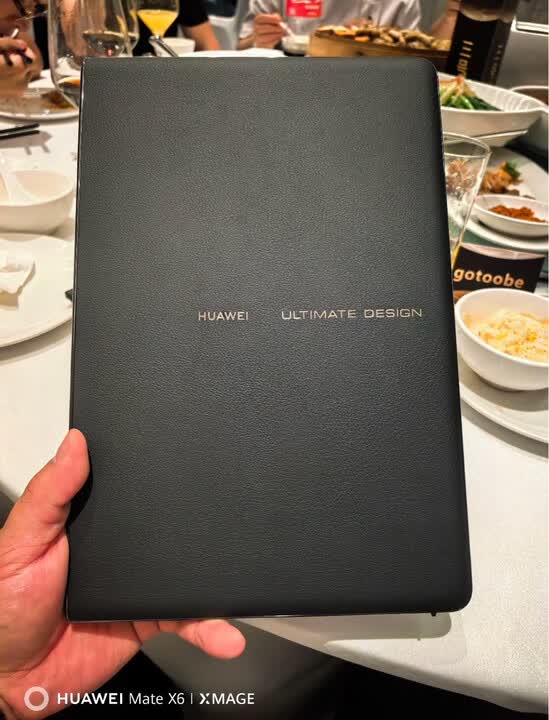 HUAWEI ULTIMATE DESIGN
gotoobe
HUAWEI Mate X6 | XMAGE